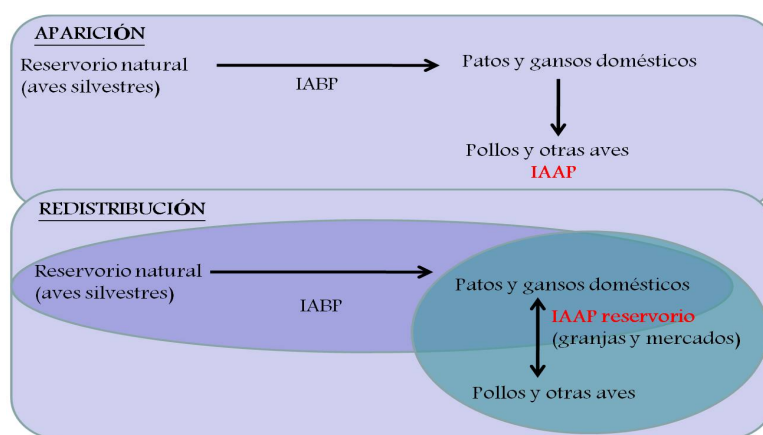 APARICIÓN
Reservorio natural
(aves silvestres)
IABP
Patos y gansos domésticos
Pollos y otras aves
IAAP
REDISTRIBUCIÓN
Reservorio natural
(aves silvestres)
IABP
Patos y gansos domésticos
IAAP reservorio
(granjas y mercados)
Pollos y otras aves